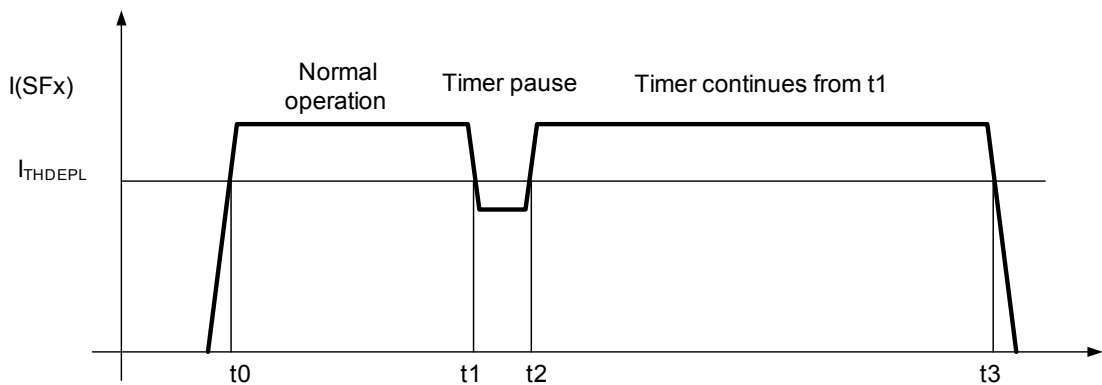 I(SFx)
Normal
operation
Timer pause
Timer continues from t1
ITHDEPL
t0
t1
t2
t3